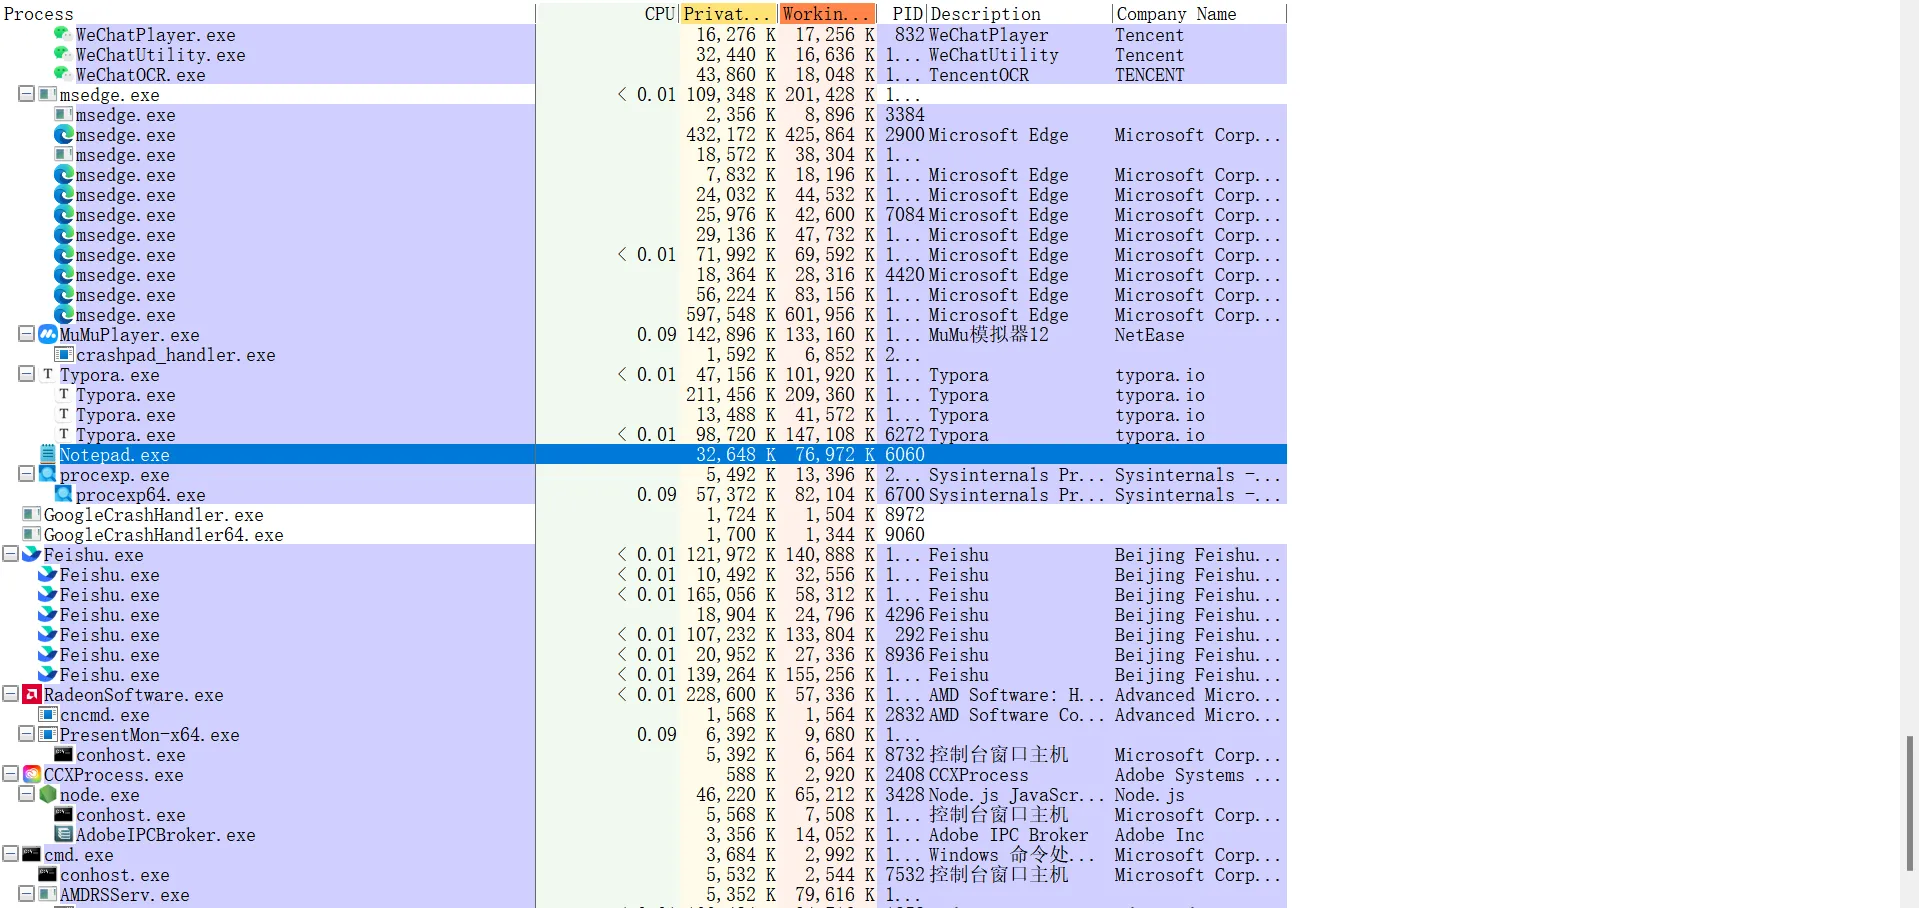 Process CPU Privat... Workin... PID Description Company Name
WeChatPlayer.exe 16,276 K 17,256 K 832 WeChatPlayer Tencent
WeChatUtility.exe 32,440 K 16,636 K 1... WeChatUtility Tencent
WeChatOCR.exe 43,860 K 18,048 K 1... TencentOCR TENCENT
msedge.exe < 0.01 109,348 K 201,428 K 1...
msedge.exe 2,356 K 8,896 K 3384
msedge.exe 432,172 K 425,864 K 2900 Microsoft Edge Microsoft Corp...
msedge.exe 18,572 K 38,304 K 1...
msedge.exe 7,832 K 18,196 K 1... Microsoft Edge Microsoft Corp...
msedge.exe 24,032 K 44,532 K 1... Microsoft Edge Microsoft Corp...
msedge.exe 25,976 K 42,600 K 7084 Microsoft Edge Microsoft Corp...
msedge.exe 29,136 K 47,732 K 1... Microsoft Edge Microsoft Corp...
msedge.exe < 0.01 71,992 K 69,592 K 1... Microsoft Edge Microsoft Corp...
msedge.exe 18,364 K 28,316 K 4420 Microsoft Edge Microsoft Corp...
msedge.exe 56,224 K 83,156 K 1... Microsoft Edge Microsoft Corp...
msedge.exe 597,548 K 601,956 K 1... Microsoft Edge Microsoft Corp...
MuMuPlayer.exe 0.09 142,896 K 133,160 K 1... MuMu模拟器12 NetEase
crashpad_handler.exe 1,592 K 6,852 K 2...
Typora.exe < 0.01 47,156 K 101,920 K 1... Typora typora.io
Typora.exe 211,456 K 209,360 K 1... Typora typora.io
Typora.exe 13,488 K 41,572 K 1... Typora typora.io
Typora.exe < 0.01 98,720 K 147,108 K 6272 Typora typora.io
Notepad.exe 32,648 K 76,972 K 6060
procexp.exe 5,492 K 13,396 K 2... Sysinternals Pr... Sysinternals -...
procexp64.exe 0.09 57,372 K 82,104 K 6700 Sysinternals Pr... Sysinternals -...
GoogleCrashHandler.exe 1,724 K 1,504 K 8972
GoogleCrashHandler64.exe 1,700 K 1,344 K 9060
Feishu.exe < 0.01 121,972 K 140,888 K 1... Feishu Beijing Feishu...
Feishu.exe < 0.01 10,492 K 32,556 K 1... Feishu Beijing Feishu...
Feishu.exe < 0.01 165,056 K 58,312 K 1... Feishu Beijing Feishu...
Feishu.exe 18,904 K 24,796 K 4296 Feishu Beijing Feishu...
Feishu.exe < 0.01 107,232 K 133,804 K 292 Feishu Beijing Feishu...
Feishu.exe < 0.01 20,952 K 27,336 K 8936 Feishu Beijing Feishu...
Feishu.exe < 0.01 139,264 K 155,256 K 1... Feishu Beijing Feishu...
RadeonSoftware.exe < 0.01 228,600 K 57,336 K 1... AMD Software: H... Advanced Micro...
cncmd.exe 1,568 K 1,564 K 2832 AMD Software Co... Advanced Micro...
PresentMon-x64.exe 0.09 6,392 K 9,680 K 1...
conhost.exe 5,392 K 6,564 K 8732 控制台窗口主机 Microsoft Corp...
CCXProcess.exe 588 K 2,920 K 2408 CCXProcess Adobe Systems ...
node.exe 46,220 K 65,212 K 3428 Node.js JavaScr... Node.js
conhost.exe 5,568 K 7,508 K 1... 控制台窗口主机 Microsoft Corp...
AdobeIPCBroker.exe 3,356 K 14,052 K 1... Adobe IPC Broker Adobe Inc
cmd.exe 3,684 K 2,992 K 1... Windows 命令处... Microsoft Corp...
conhost.exe 5,532 K 2,544 K 7532 控制台窗口主机 Microsoft Corp...
AMDRSServ.exe 5,352 K 79,616 K 1...